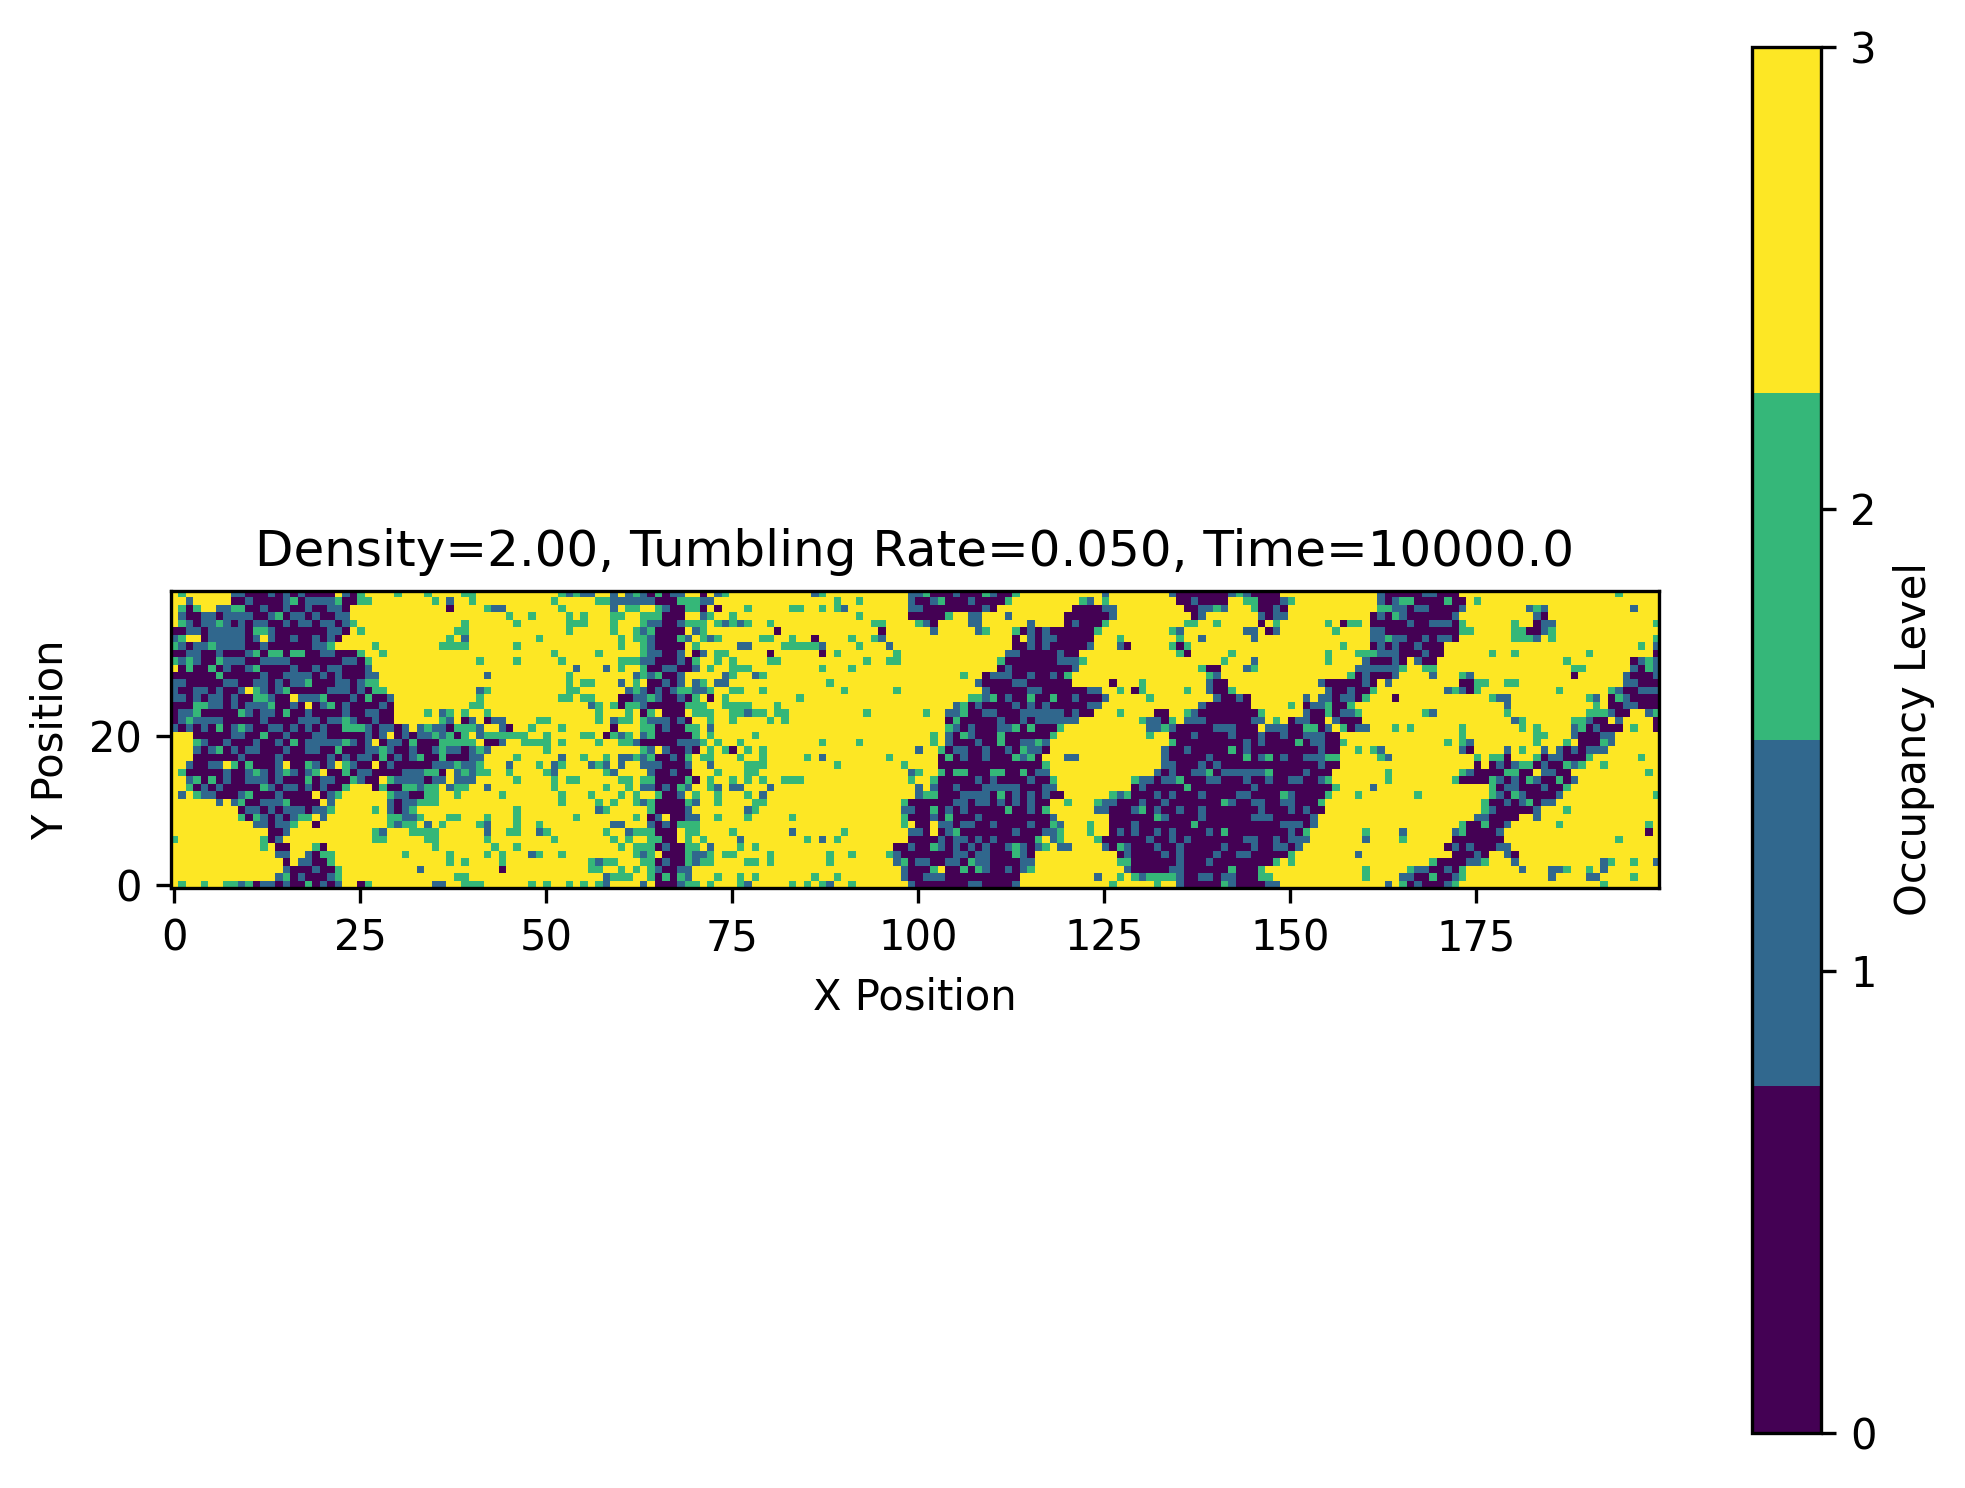 Density=2.00, Tumbling Rate=0.050, Time=10000.0
Y Position
20
0
0 25 50 75 100 125 150 175
X Position
3
2
1
0
Occupancy Level